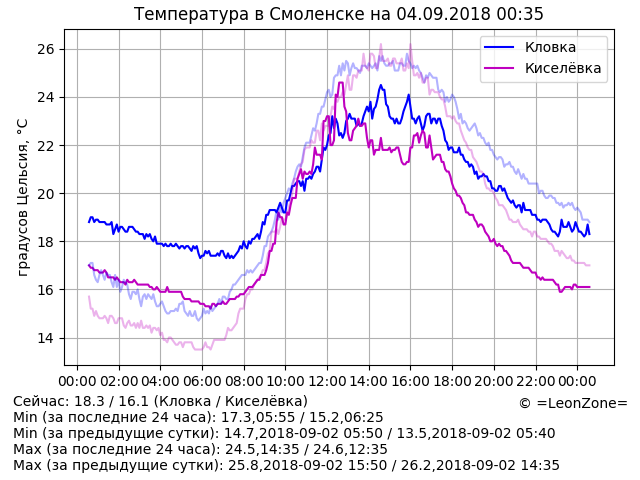 Температура в Смоленске на 04.09.2018 00:35
Кловка
Киселёвка
градусов Цельсия, °C
26
24
22
20
18
16
14
00:00 02:00 04:00 06:00 08:00 10:00 12:00 14:00 16:00 18:00 20:00 22:00 00:00
Сейчас: 18.3 / 16.1 (Кловка / Киселёвка)
© =LeonZone=
Min (за последние 24 часа): 17.3,05:55 / 15.2,06:25
Min (за предыдущие сутки): 14.7,2018-09-02 05:50 / 13.5,2018-09-02 05:40
Max (за последние 24 часа): 24.5,14:35 / 24.6,12:35
Max (за предыдущие сутки): 25.8,2018-09-02 15:50 / 26.2,2018-09-02 14:35